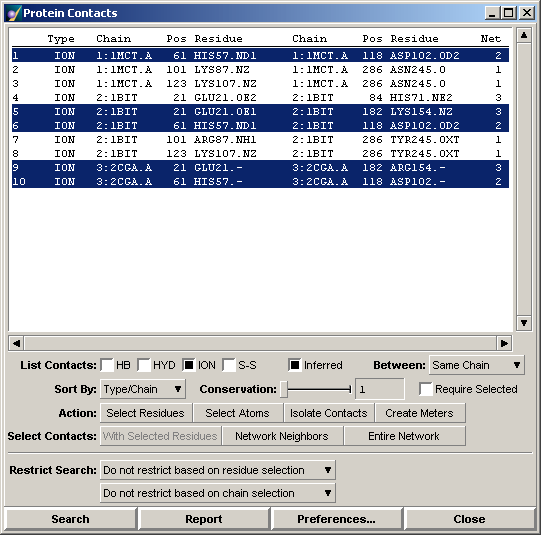 Protein Contacts
Type Chain Pos Residue Chain Pos Residue Net
1 ION 1:1MCT.A 61 HIS57.ND1 1:1MCT.A 118 ASP102.OD2 2
2 ION 1:1MCT.A 101 LYS87.NZ 1:1MCT.A 286 ASN245.O 1
3 ION 1:1MCT.A 123 LYS107.NZ 1:1MCT.A 286 ASN245.O 1
4 ION 2:1BIT 21 GLU21.OE2 2:1BIT 84 HIS71.NE2 3
5 ION 2:1BIT 21 GLU21.OE1 2:1BIT 182 LYS154.NZ 3
6 ION 2:1BIT 61 HIS57.ND1 2:1BIT 118 ASP102.OD2 2
7 ION 2:1BIT 101 ARG87.NH1 2:1BIT 286 TYR245.OXT 1
8 ION 2:1BIT 123 LYS107.NZ 2:1BIT 286 TYR245.OXT 1
9 ION 3:2CGA.A 21 GLU21.- 3:2CGA.A 182 ARG154.- 3
10 ION 3:2CGA.A 61 HIS57.- 3:2CGA.A 118 ASP102.- 2
List Contacts: HB HYD ION S-S Inferred Between: Same Chain
Sort By: Type/Chain Conservation: 1 Require Selected
Action: Select Residues Select Atoms Isolate Contacts Create Meters
Select Contacts: With Selected Residues Network Neighbors Entire Network
Restrict Search: Do not restrict based on residue selection
Do not restrict based on chain selection
Search Report Preferences... Close